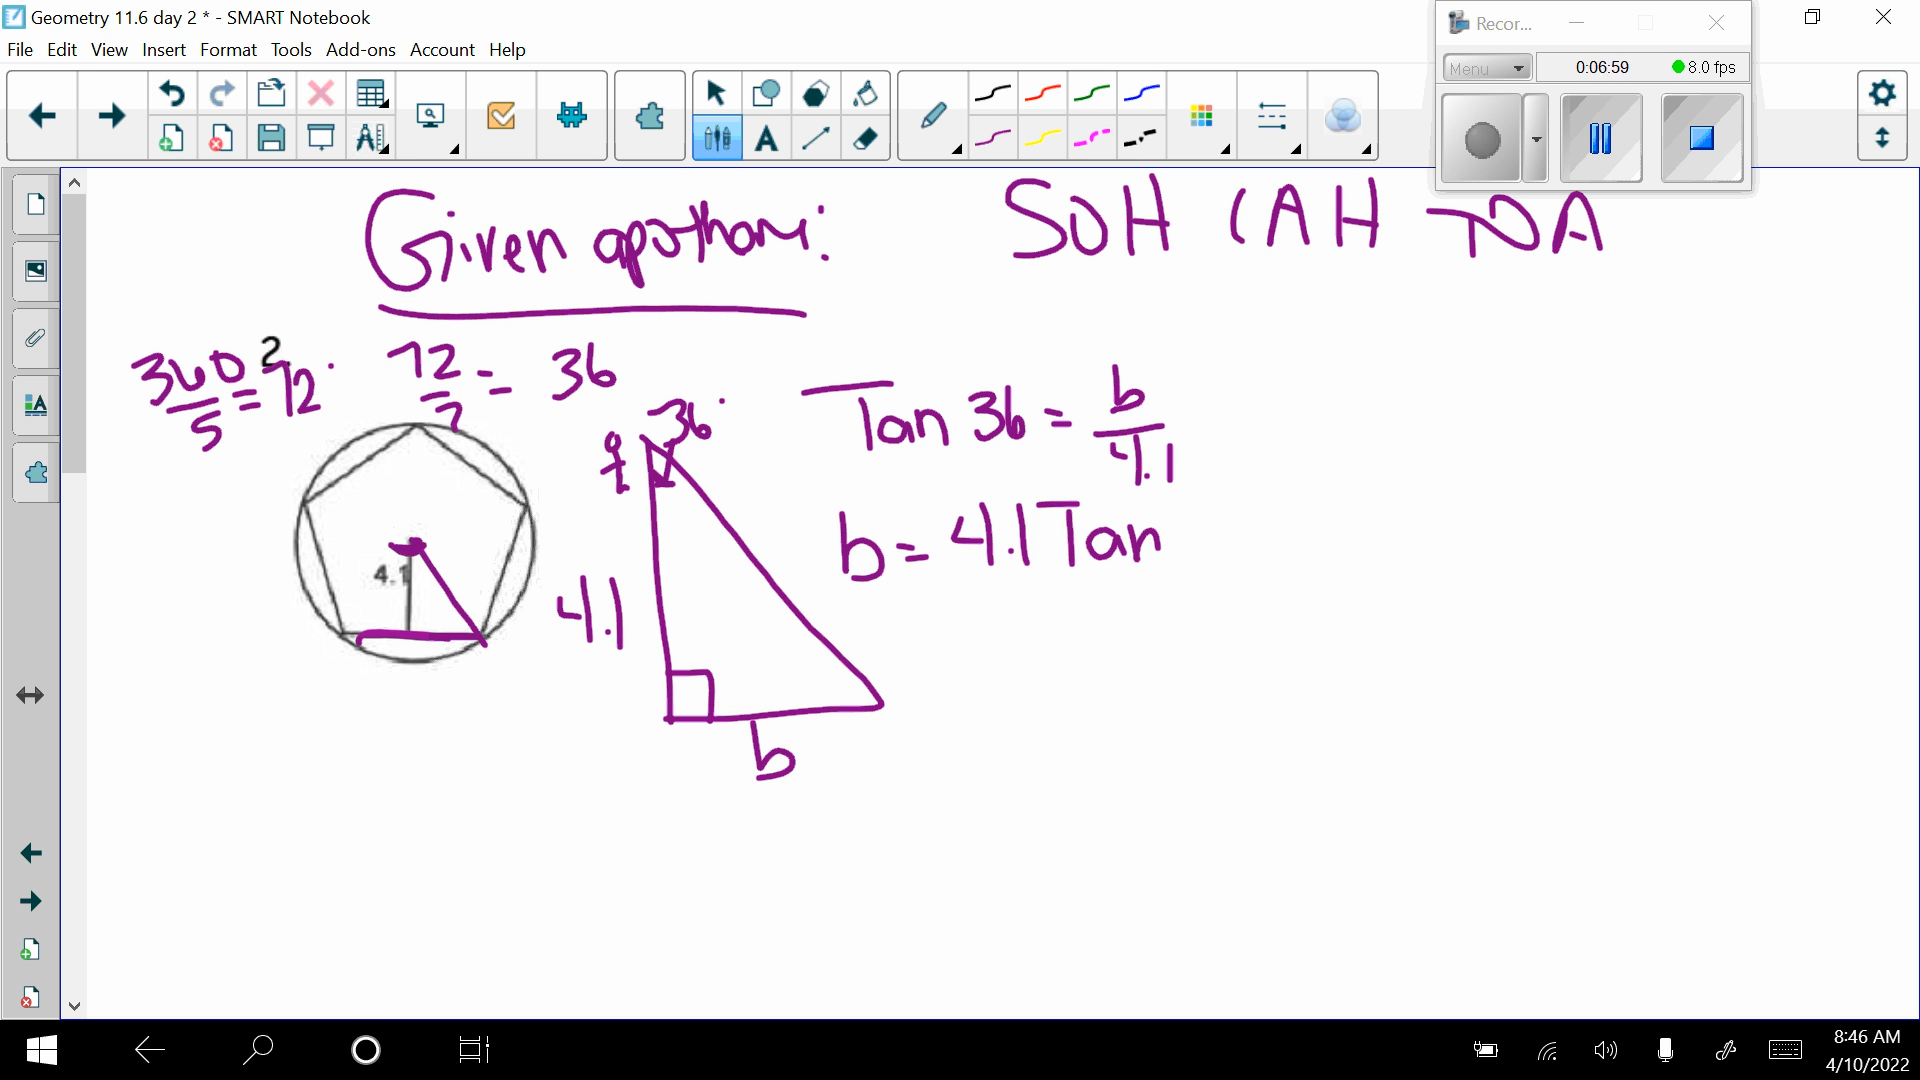 Geometry 11.6 day 2 * - SMART Notebook
File Edit View Insert Format Tools Add-ons Account Help
Recor...
Menu 0:06:59 8.0 fps
Given
SOH CAH TOA
360/5 = 72°
2
72/2 = 36
36°
Tan 36 = b/4.1
4.1
b = 4.1 Tan
4.1
b
8:46 AM
4/10/2022